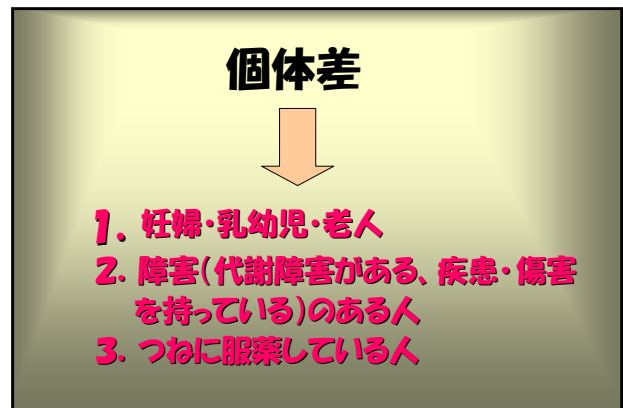 個体差
1. 妊婦・乳幼児・老人
2. 障害(代謝障害がある、疾患・傷害
を持っている)のある人
3. つねに服薬している人